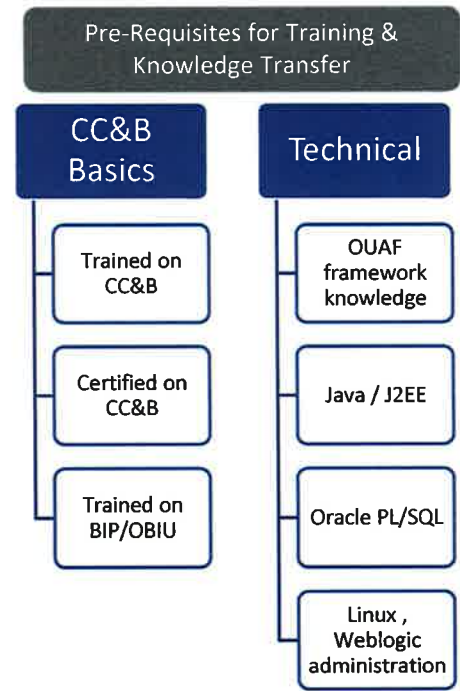 Pre-Requisites for Training &
Knowledge Transfer
CC&B
Basics
Trained on
CC&B
Certified on
CC&B
Trained on
BIP/OBIU
Technical
OUAF
framework
knowledge
Java / J2EE
Oracle PL/SQL
Linux ,
Weblogic
administration